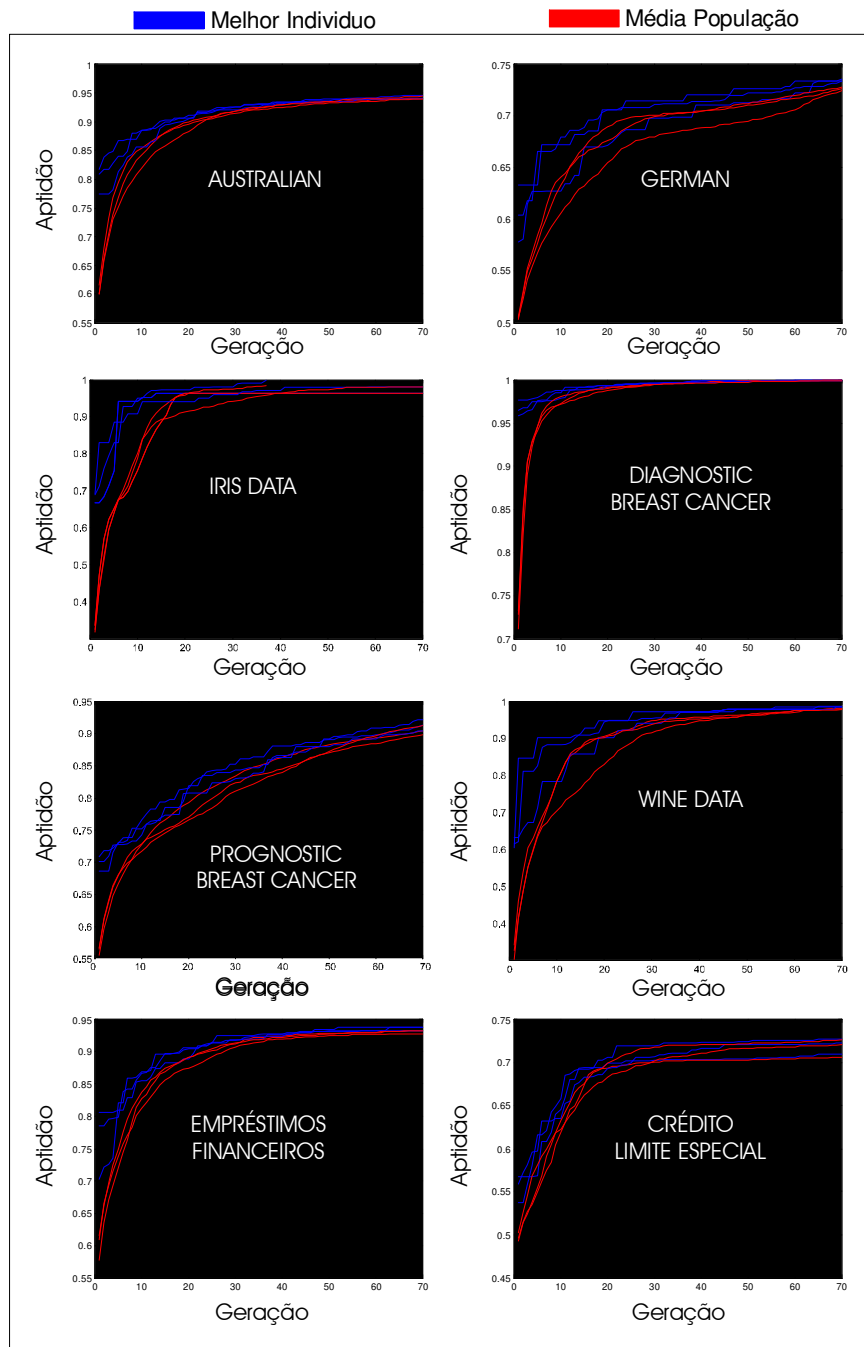 Melhor Individuo
Média População
1
0.95
0.9
0.85
0.8
0.75
0.7
0.65
0.6
0.55
0 10 20 30 40 50 60 70
Aptidão
AUSTRALIAN
Geração
0.75
0.7
0.65
0.6
0.55
0.5
0 10 20 30 40 50 60 70
Aptidão
GERMAN
Geração
1
0.9
0.8
0.7
0.6
0.5
0.4
0 10 20 30 40 50 60 70
Aptidão
IRIS DATA
Geração
1
0.95
0.9
0.85
0.8
0.75
0.7
0 10 20 30 40 50 60 70
Aptidão
DIAGNOSTIC
BREAST CANCER
Geração
0.95
0.9
0.85
0.8
0.75
0.7
0.65
0.6
0.55
0 10 20 30 40 50 60 70
Aptidão
PROGNOSTIC
BREAST CANCER
Geração
1
0.9
0.8
0.7
0.6
0.5
0.4
0 10 20 30 40 50 60 70
Aptidão
WINE DATA
Geração
0.95
0.9
0.85
0.8
0.75
0.7
0.65
0.6
0.55
0 10 20 30 40 50 60 70
Aptidão
EMPRÉSTIMOS
FINANCEIROS
Geração
0.75
0.7
0.65
0.6
0.55
0.5
0.45
0 10 20 30 40 50 60 70
Aptidão
CRÉDITO
LIMITE ESPECIAL
Geração